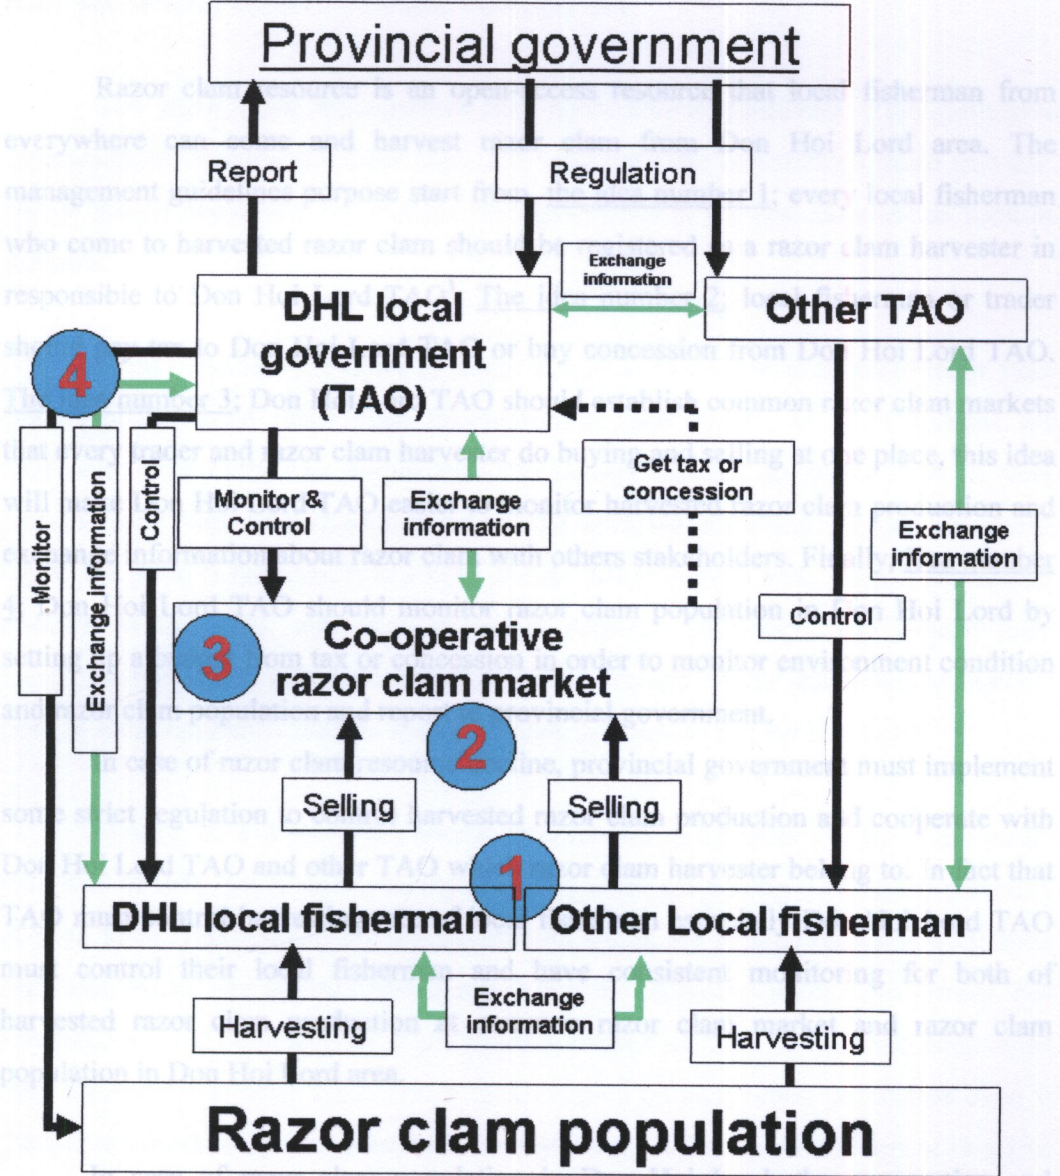 Provincial government
Report
Regulation
Exchange
information
DHL local
government
(TAO)
Other TAO
4
Monitor
Exchange information
Control
Monitor &
Control
Exchange
information
Get tax or
concession
Exchange
information
Control
3
Co-operative
razor clam market
2
Selling
Selling
1
DHL local fisherman
Other Local fisherman
Harvesting
Exchange
information
Harvesting
Razor clam population
Razor clam resource is an open-access resource that local fisherman from
everywhere can come and harvest razor clam from Don Hoi Lord area. The
management guidelines purpose start from, the idea number 1; every local fisherman
who come to harvested razor clam should be registered a razor clam harvester in
responsible to Don Hoi Lord TAO. The idea number 2; local fisherman or trader
should pay tax to Don Hoi Lord TAO or buy concession from Don Hoi Lord TAO.
The idea number 3; Don Hoi Lord TAO should establish common razor clam markets
that every trader and razor clam harvester do buying and selling at one place, this idea
will make Don Hoi Lord TAO easier to monitor harvested razor clam production and
exchange information about razor clam with others stakeholders. Finally, number
4; Don Hoi Lord TAO should monitor razor clam population in Don Hoi Lord by
setting up a from tax or concession in order to monitor environment condition
and razor clam population and report to provincial government.
In case of razor clam resource decline, provincial government must implement
some strict regulation to control harvested razor clam production and cooperate with
Don Hoi Lord TAO and other TAO razor clam harvester belong to. In fact that
TAO must TAO
must control their local fisherman and have consistent monitoring for both of
harvested razor clam production at razor clam market and razor clam
population in Don Hoi Lord area.